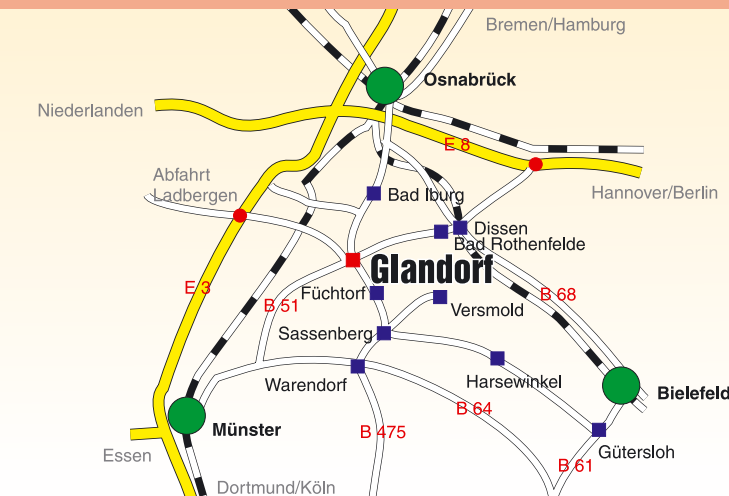 Bremen/Hamburg
Osnabrück
Niederlanden
E 8
Abfahrt
Ladbergen
Bad Iburg
Hannover/Berlin
Dissen
Bad Rothenfelde
Glandorf
E 3
Füchtorf
B 68
B 51
Versmold
Sassenberg
Warendorf
Harsewinkel
Bielefeld
B 64
Münster
B 475
Essen
Gütersloh
B 61
Dortmund/Köln